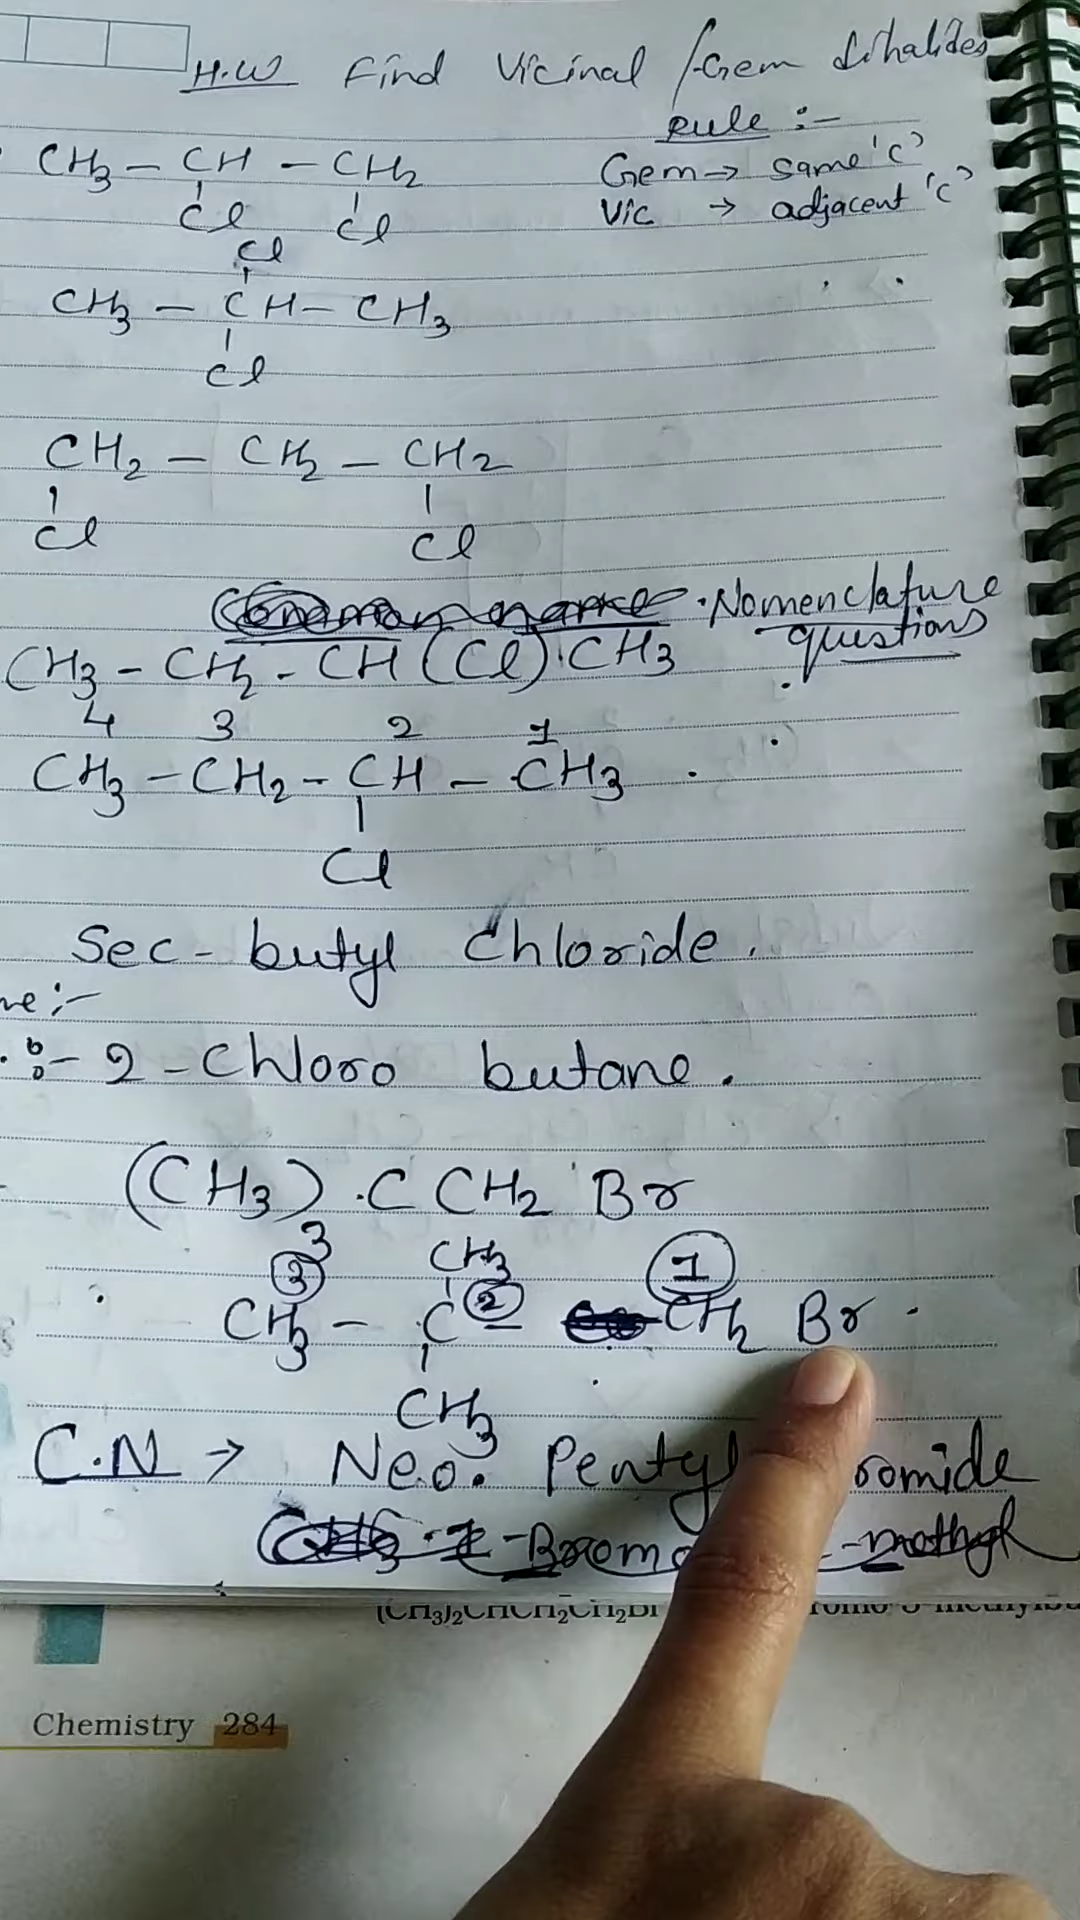 H.W Find Vicinal / Gem dihalides
Rule :-
Gem → same 'C'
Vic → adjacent 'C'
CH3 - CH - CH2
Cl Cl
Cl
CH3 - CH - CH3
Cl
CH2 - CH2 - CH2
Cl Cl
Nomenclature
questions
CH3 - CH2 - CH (Cl) CH3
4 3 2 1
CH3 - CH2 - CH - CH3
Cl
Sec - butyl Chloride.
:- 2 - Chloro butane.
(CH3)3 . C CH2 Br
CH3
3 2 1
CH3 - C CH2 Br
CH3
C.N → Neo. Pentyl
(CH3)2CHCH2CH2Br
Chemistry 284